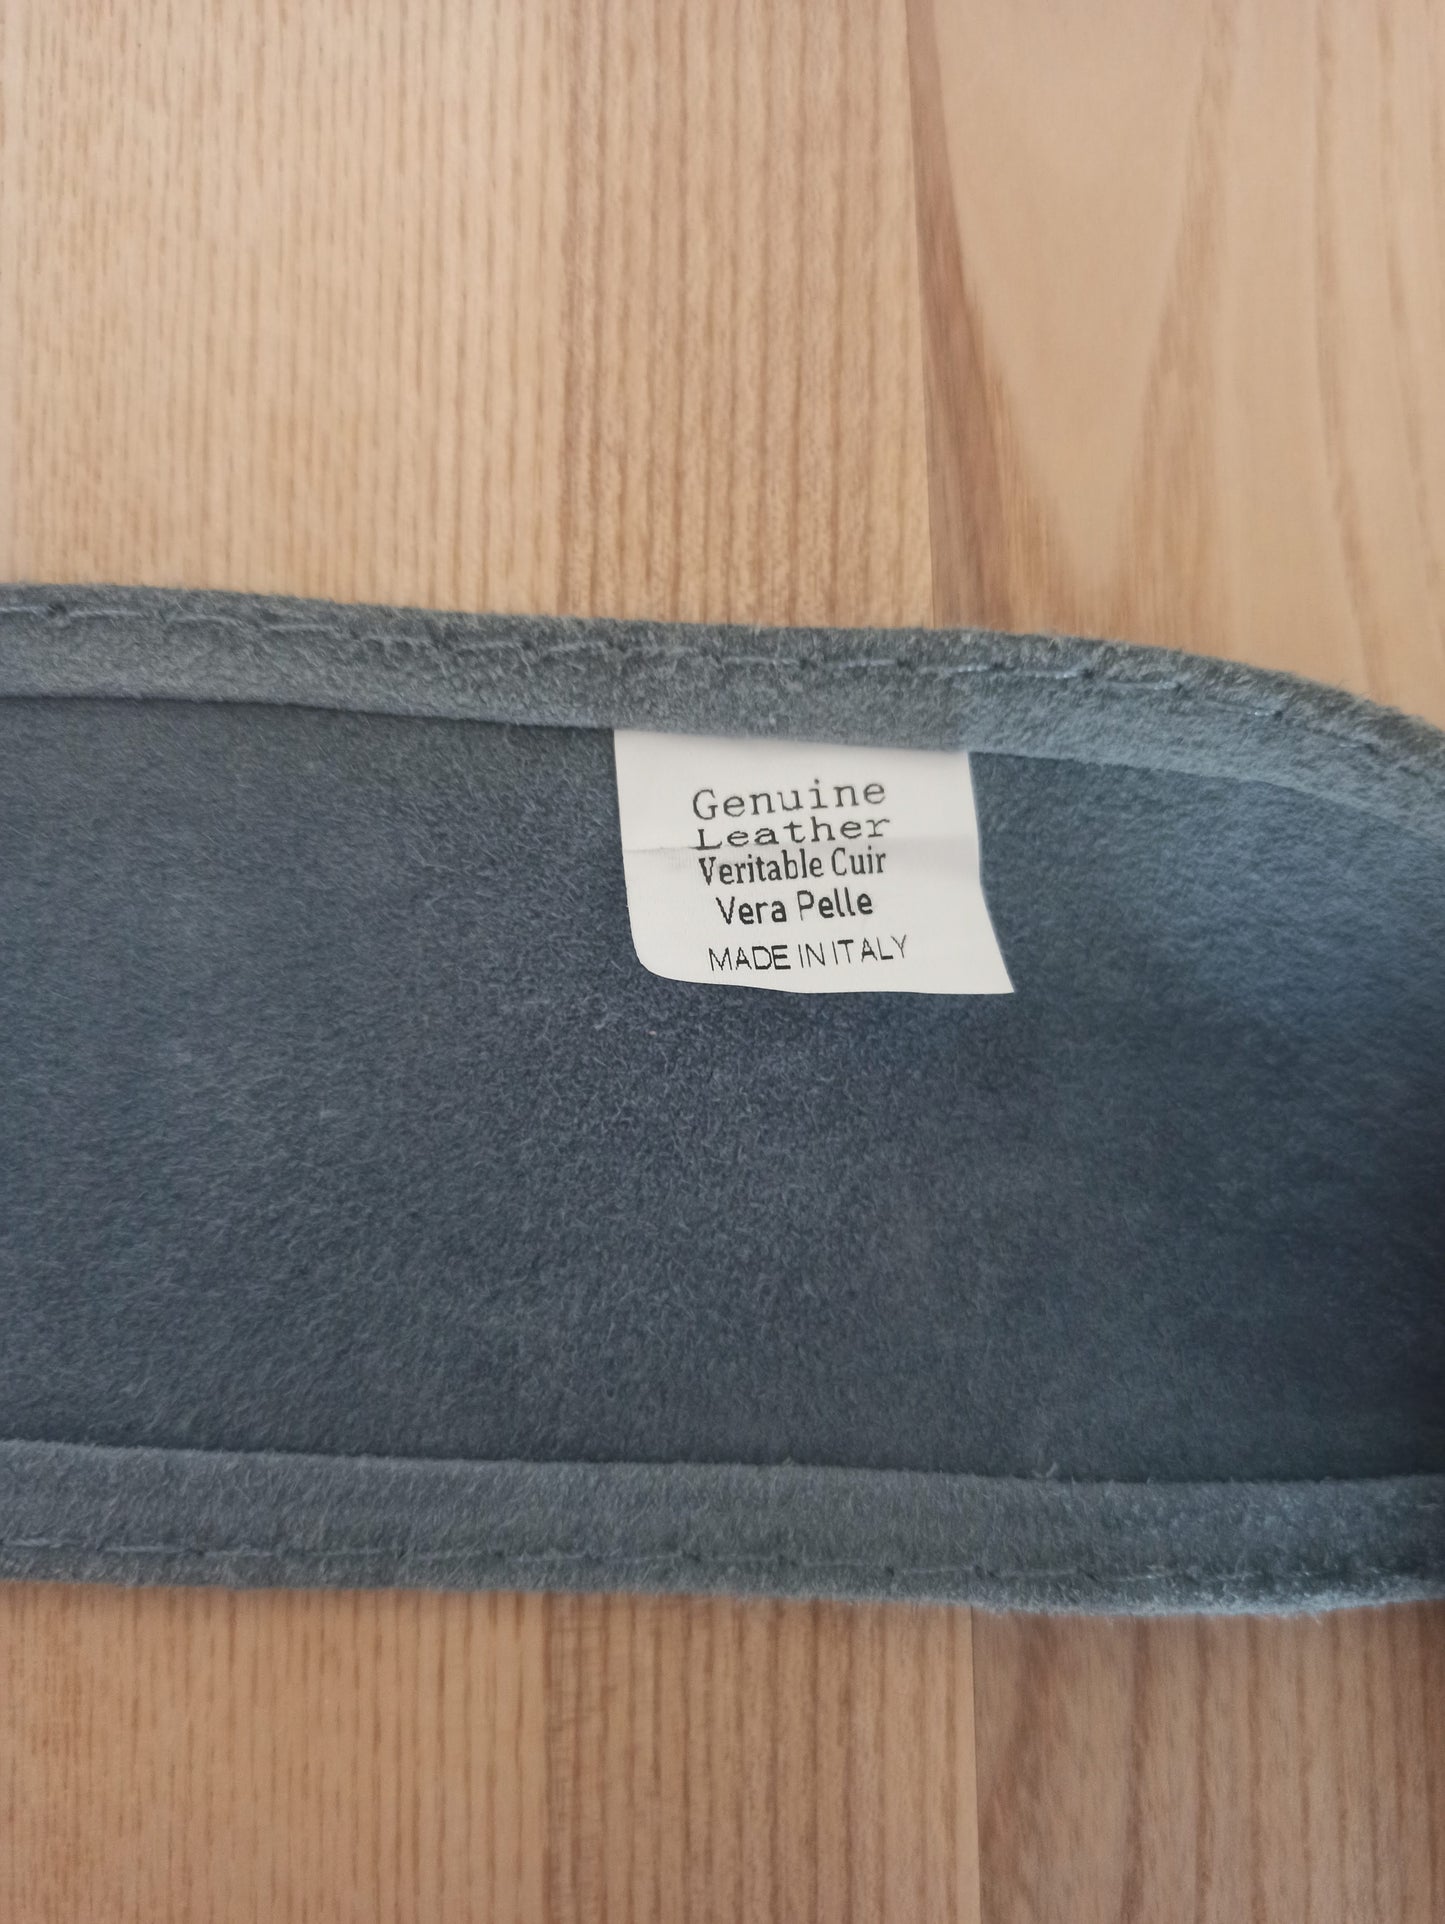 Genuine
Leather
Veritable Cuir
Vera Pelle
MADE IN ITALY